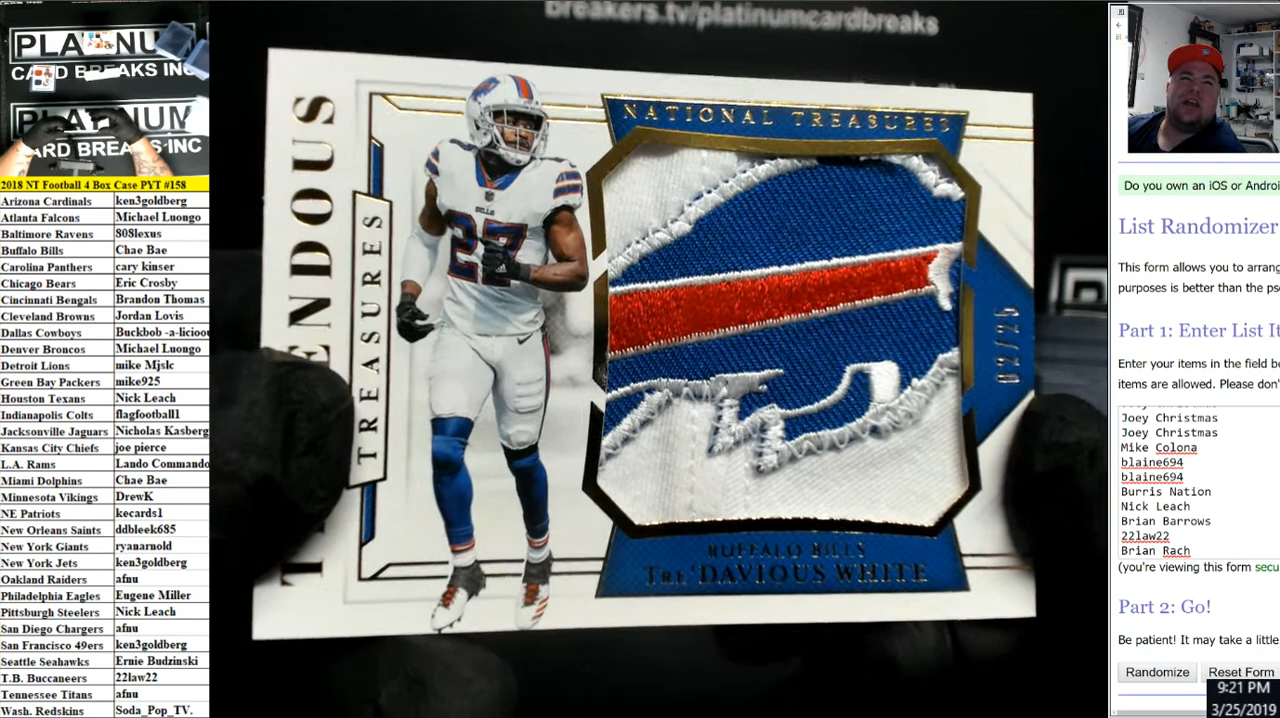 breakers.tv/platinumcardbreaks
PLATINUM
CARD BREAKS INC
PLATINUM
CARD BREAKS INC
2018 NT Football 4 Box Case PYT #158
Arizona Cardinals ken3goldberg
Atlanta Falcons Michael Luongo
Baltimore Ravens 808lexus
Buffalo Bills Chae Bae
Carolina Panthers cary kinser
Chicago Bears Eric Crosby
Cincinnati Bengals Brandon Thomas
Cleveland Browns Jordan Lovis
Dallas Cowboys Buckbob -a-liciou
Denver Broncos Michael Luongo
Detroit Lions mike Mjslc
Green Bay Packers mike925
Houston Texans Nick Leach
Indianapolis Colts flagfootball1
Jacksonville Jaguars Nicholas Kasberg
Kansas City Chiefs joe pierce
L.A. Rams Lando Commando
Miami Dolphins Chae Bae
Minnesota Vikings DrewK
NE Patriots kecards1
New Orleans Saints ddbleek685
New York Giants ryanarnold
New York Jets ken3goldberg
Oakland Raiders afnu
Philadelphia Eagles Eugene Miller
Pittsburgh Steelers Nick Leach
San Diego Chargers afnu
San Francisco 49ers ken3goldberg
Seattle Seahawks Ernie Budzinski
T.B. Buccaneers 22law22
Tennessee Titans afnu
Wash. Redskins Soda_Pop_TV.
ENDOUS
TREASURES
BILLS
27
NATIONAL TREASURES
02/25
BUFFALO BILLS
TRE'DAVIOUS WHITE
Do you own an iOS or Androi
List Randomizer
This form allows you to arrang
purposes is better than the pse
Part 1: Enter List It
Enter your items in the field be
items are allowed. Please don'
Joey Christmas
Joey Christmas
Joey Christmas
Mike Colona
blaine694
blaine694
Burris Nation
Nick Leach
Brian Barrows
22law22
Brian Rach
(you're viewing this form secu
Part 2: Go!
Be patient! It may take a little
Randomize Reset Form
9:21 PM
3/25/2019